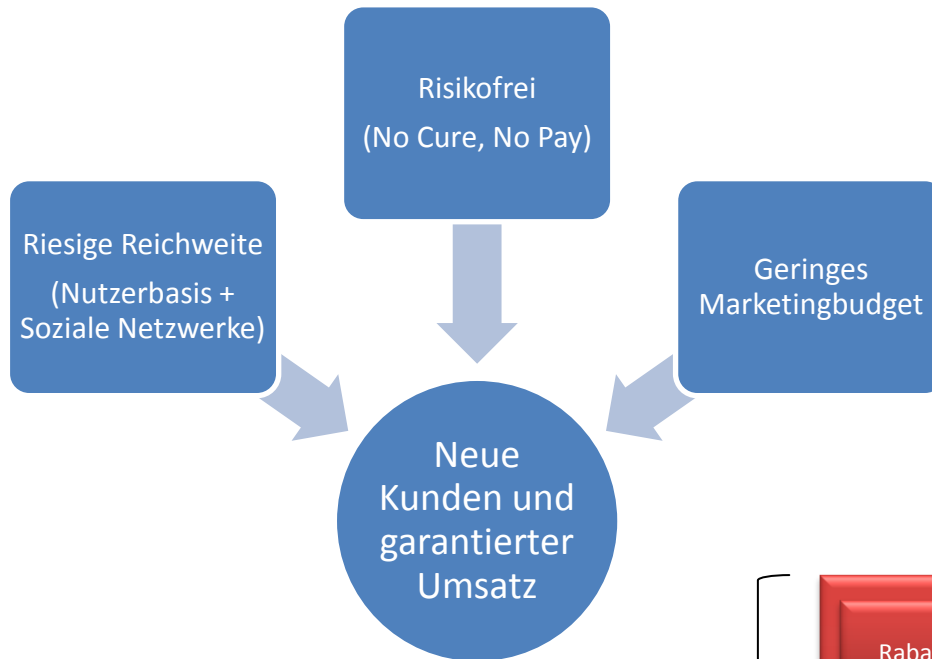 Risikofrei
(No Cure, No Pay)
Riesige Reichweite
(Nutzerbasis +
Soziale Netzwerke)
Geringes
Marketingbudget
Neue
Kunden und
garantierter
Umsatz